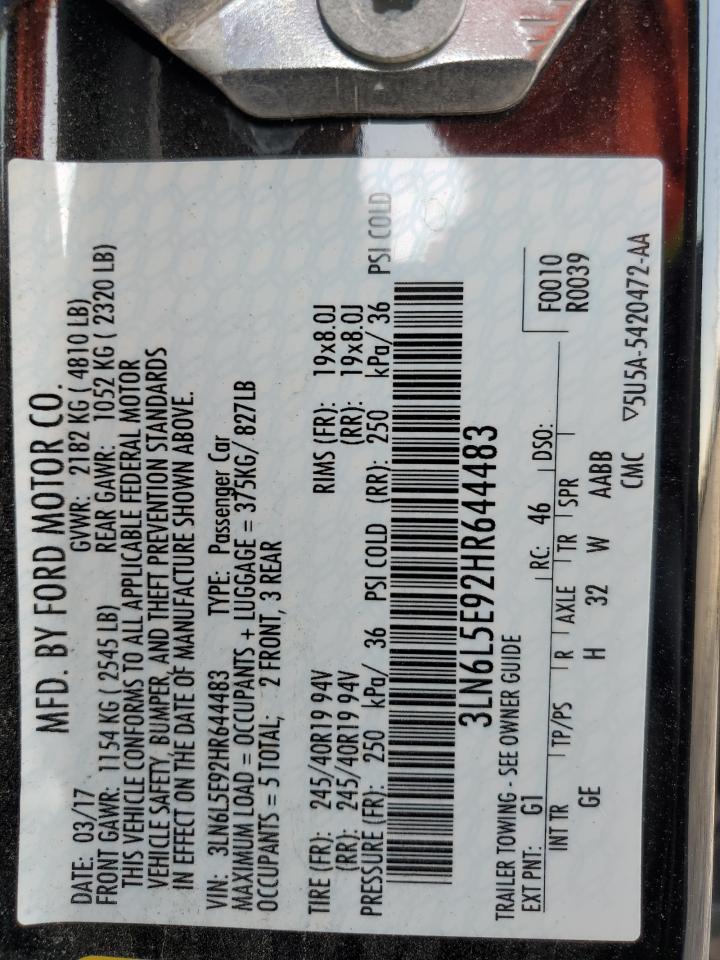 MFD. BY FORD MOTOR CO.
DATE: 03/17 GVWR: 2182 KG ( 4810 LB)
FRONT GAWR: 1154 KG ( 2545 LB) REAR GAWR: 1052 KG ( 2320 LB)
THIS VEHICLE CONFORMS TO ALL APPLICABLE FEDERAL MOTOR
VEHICLE SAFETY, BUMPER, AND THEFT PREVENTION STANDARDS
IN EFFECT ON THE DATE OF MANUFACTURE SHOWN ABOVE.
VIN: 3LN6L5E92HR644483 TYPE: Passenger Car
MAXIMUM LOAD = OCCUPANTS + LUGGAGE = 375KG/ 827LB
OCCUPANTS = 5 TOTAL; 2 FRONT, 3 REAR
TIRE (FR): 245/40R19 94V RIMS (FR): 19x8.0J
(RR): 245/40R19 94V (RR): 19x8.0J
PRESSURE (FR): 250 kPa/ 36 PSI COLD (RR): 250 kPa/ 36 PSI COLD
3LN6L5E92HR644483
TRAILER TOWING - SEE OWNER GUIDE
EXT PNT: G1 RC: 46 DSO: F0010
R0039
INT TR TP/PS R AXLE TR SPR
GE H 32 W AABB
CMC ▽5U5A-5420472-AA